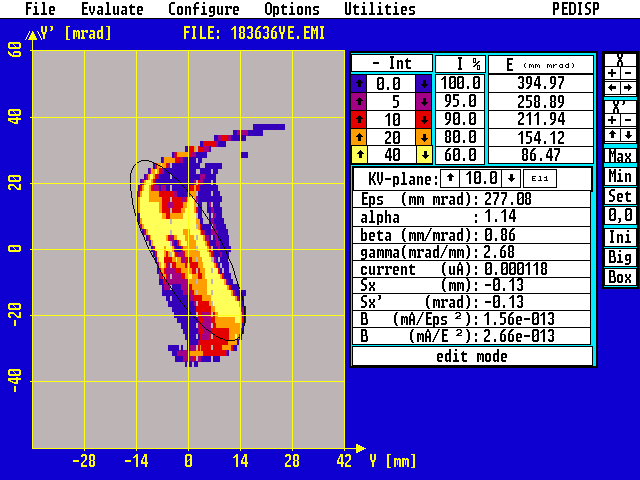 File Evaluate Configure Options Utilities PEDISP
Y' [mrad] FILE: 183636YE.EMI
60
40
20
0
-20
-40
-28 -14 0 14 28 42 Y [mm]
- Int I % E (mm mrad)
0.0 100.0 394.97
5 95.0 258.89
10 90.0 211.94
20 80.0 154.12
40 60.0 86.47
KV-plane: 10.0 Ell
Eps (mm mrad): 277.08
alpha : 1.14
beta (mm/mrad): 0.86
gamma(mrad/mm): 2.68
current (uA): 0.000118
Sx (mm): -0.13
Sx' (mrad): -0.13
B (mA/Eps ²): 1.56e-013
B (mA/E ²): 2.66e-013
edit mode
X
+ -
← →
X'
+ -
↑ ↓
Max
Min
Set
0,0
Ini
Big
Box